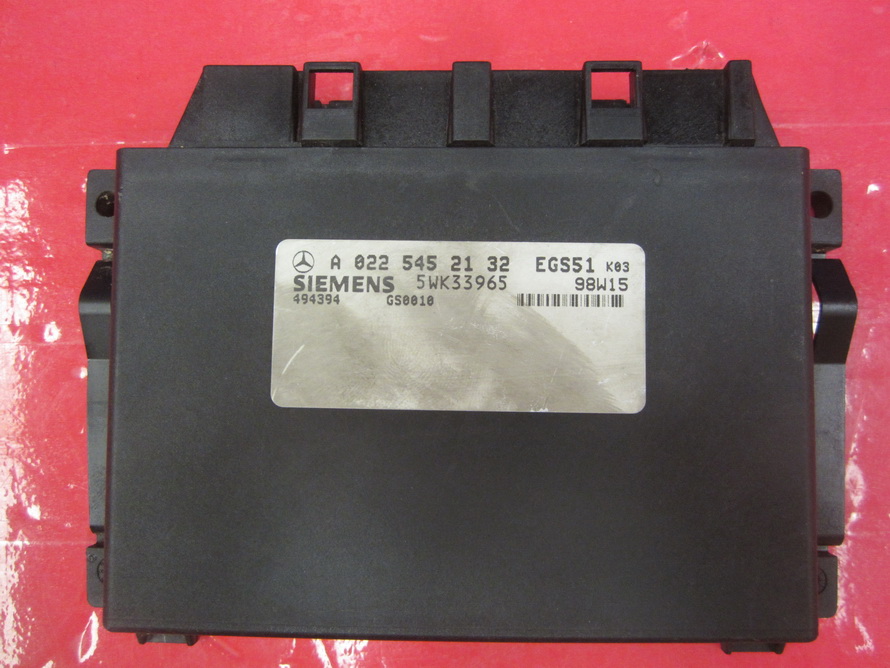 A 022 545 21 32 EGS51 K03
SIEMENS 5WK33965 98W15
494394 GS0010